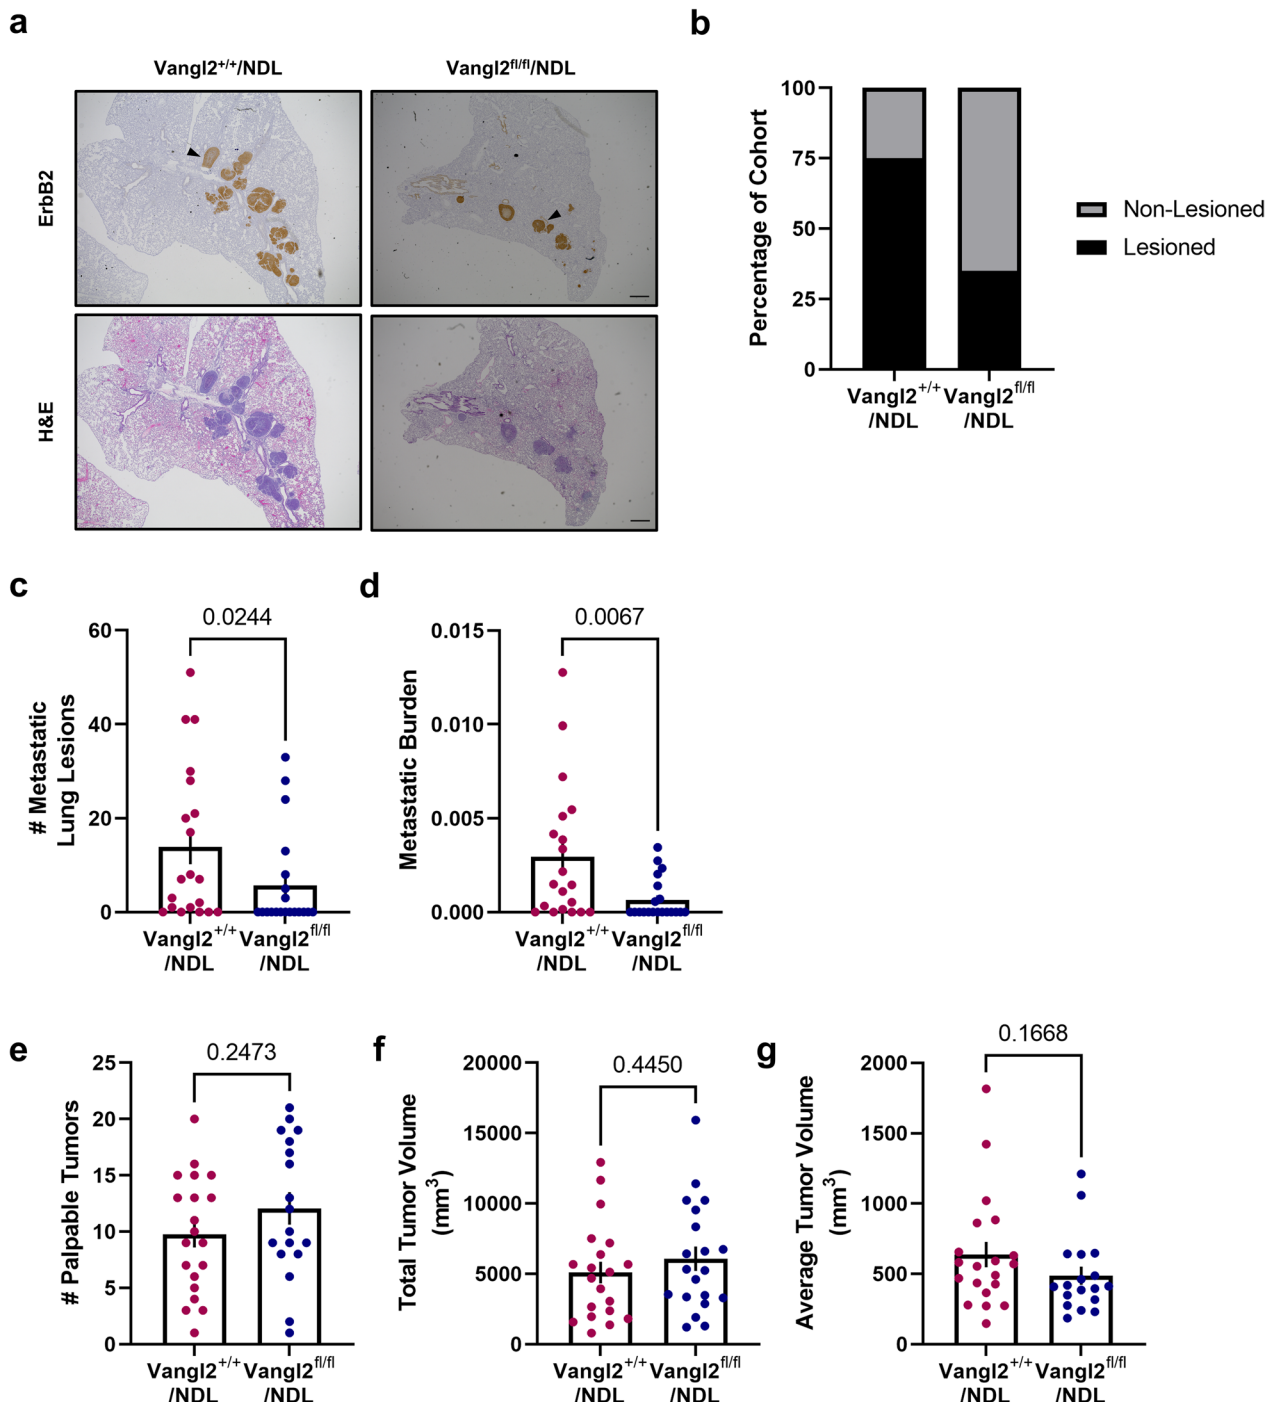 a
Vangl2+/+/NDL
Vangl2fl/fl/NDL
ErbB2
H&E
b
Percentage of Cohort
100
75
50
25
0
Vangl2+/+ Vangl2fl/fl
/NDL /NDL
Non-Lesioned
Lesioned
c
0.0244
# Metastatic
Lung Lesions
60
40
20
0
Vangl2+/+ Vangl2fl/fl
/NDL /NDL
d
0.0067
Metastatic Burden
0.015
0.010
0.005
0.000
Vangl2+/+ Vangl2fl/fl
/NDL /NDL
e
0.2473
# Palpable Tumors
25
20
15
10
5
0
Vangl2+/+ Vangl2fl/fl
/NDL /NDL
f
0.4450
Total Tumor Volume
(mm3)
20000
15000
10000
5000
0
Vangl2+/+ Vangl2fl/fl
/NDL /NDL
g
0.1668
Average Tumor Volume
(mm3)
2000
1500
1000
500
0
Vangl2+/+ Vangl2fl/fl
/NDL /NDL